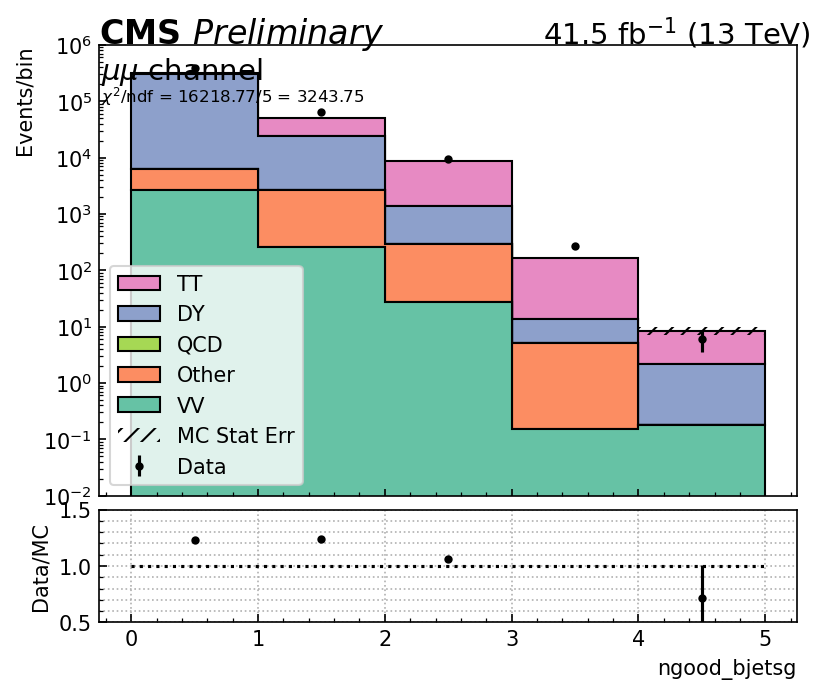 CMS Preliminary 41.5 fb⁻¹ (13 TeV)
μμ channel
χ²/ndf = 16218.77/5 = 3243.75
Events/bin
10⁶
10⁵
10⁴
10³
10²
10¹
10⁰
10⁻¹
10⁻²
TT
DY
QCD
Other
VV
MC Stat Err
Data
Data/MC
1.5
1.0
0.5
0 1 2 3 4 5
ngood_bjetsg